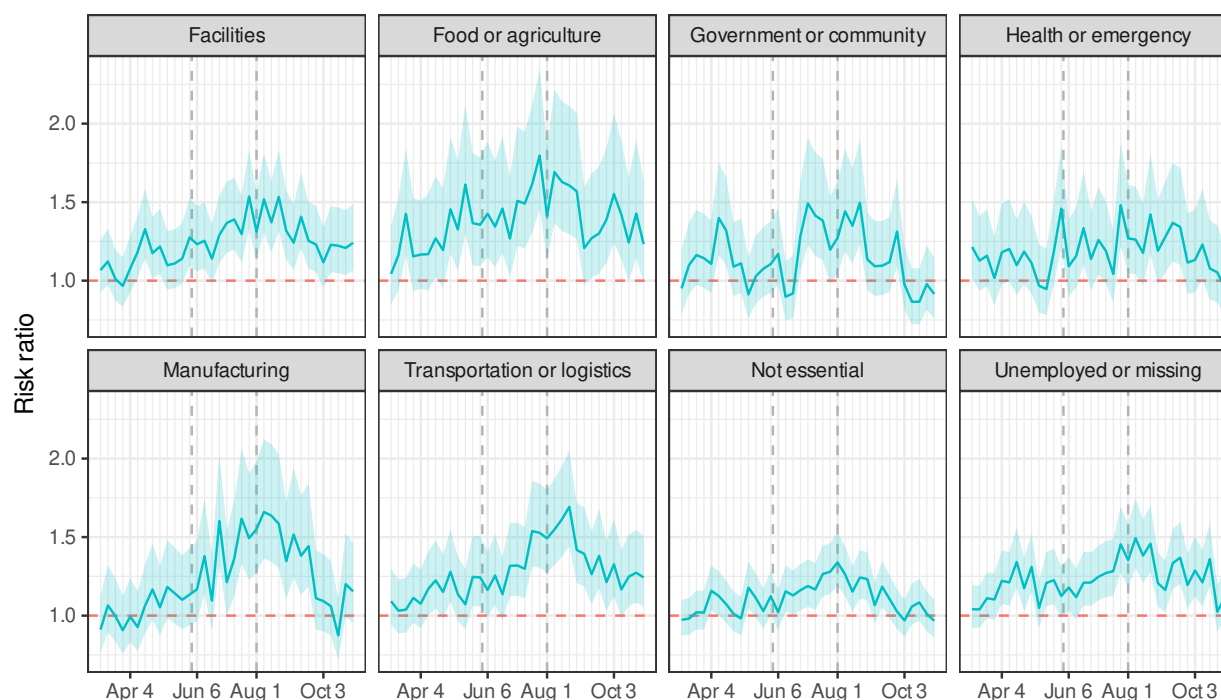 Facilities
Food or agriculture
Government or community
Health or emergency
2.0
1.5
1.0
Risk ratio
Manufacturing
Transportation or logistics
Not essential
Unemployed or missing
2.0
1.5
1.0
Apr 4 Jun 6 Aug 1 Oct 3
Apr 4 Jun 6 Aug 1 Oct 3
Apr 4 Jun 6 Aug 1 Oct 3
Apr 4 Jun 6 Aug 1 Oct 3